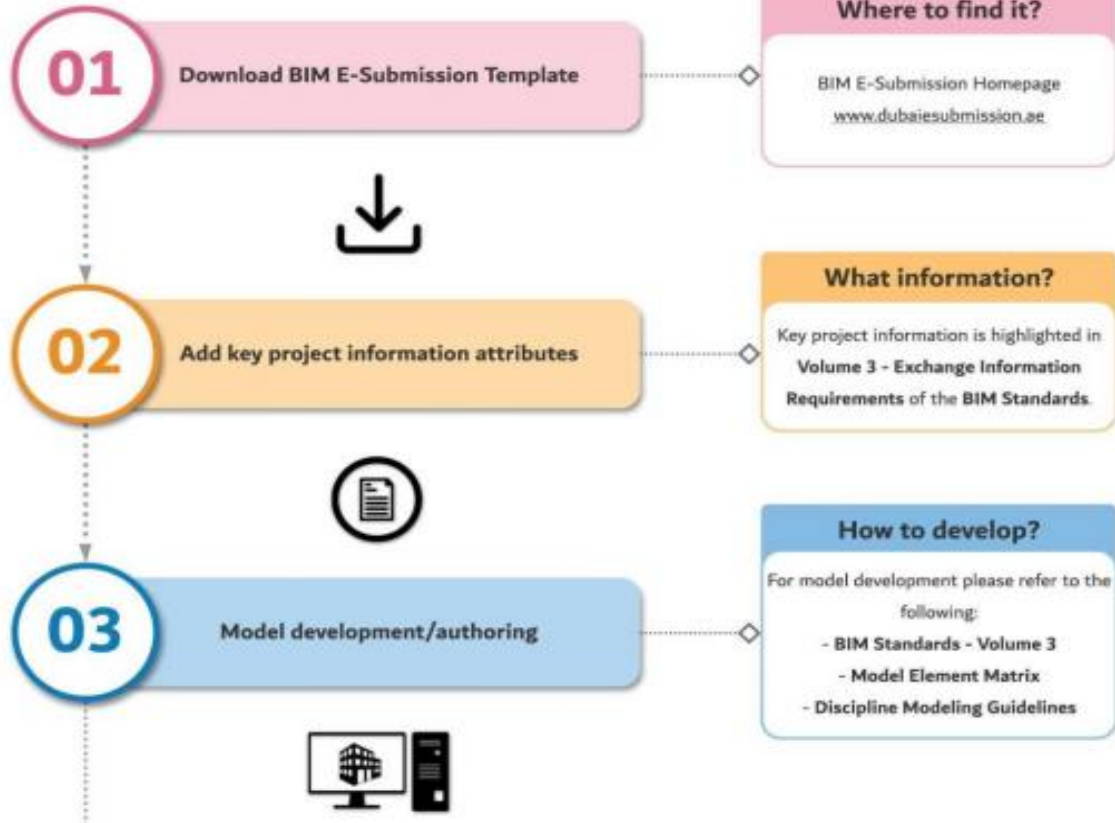 Where to find it?
01
Download BIM E-Submission Template
BIM E-Submission Homepage
www.dubaiesubmission.ae
What information?
02
Add key project information attributes
Key project information is highlighted in
Volume 3 - Exchange Information
Requirements of the BIM Standards.
How to develop?
03
Model development/authoring
For model development please refer to the
following:
- BIM Standards - Volume 3
- Model Element Matrix
- Discipline Modeling Guidelines